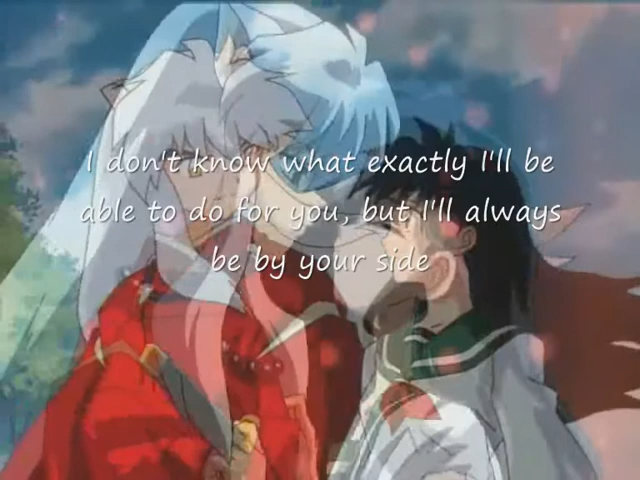 I don't know what exactly I'll be
able to do for you, but I'll always
be by your side